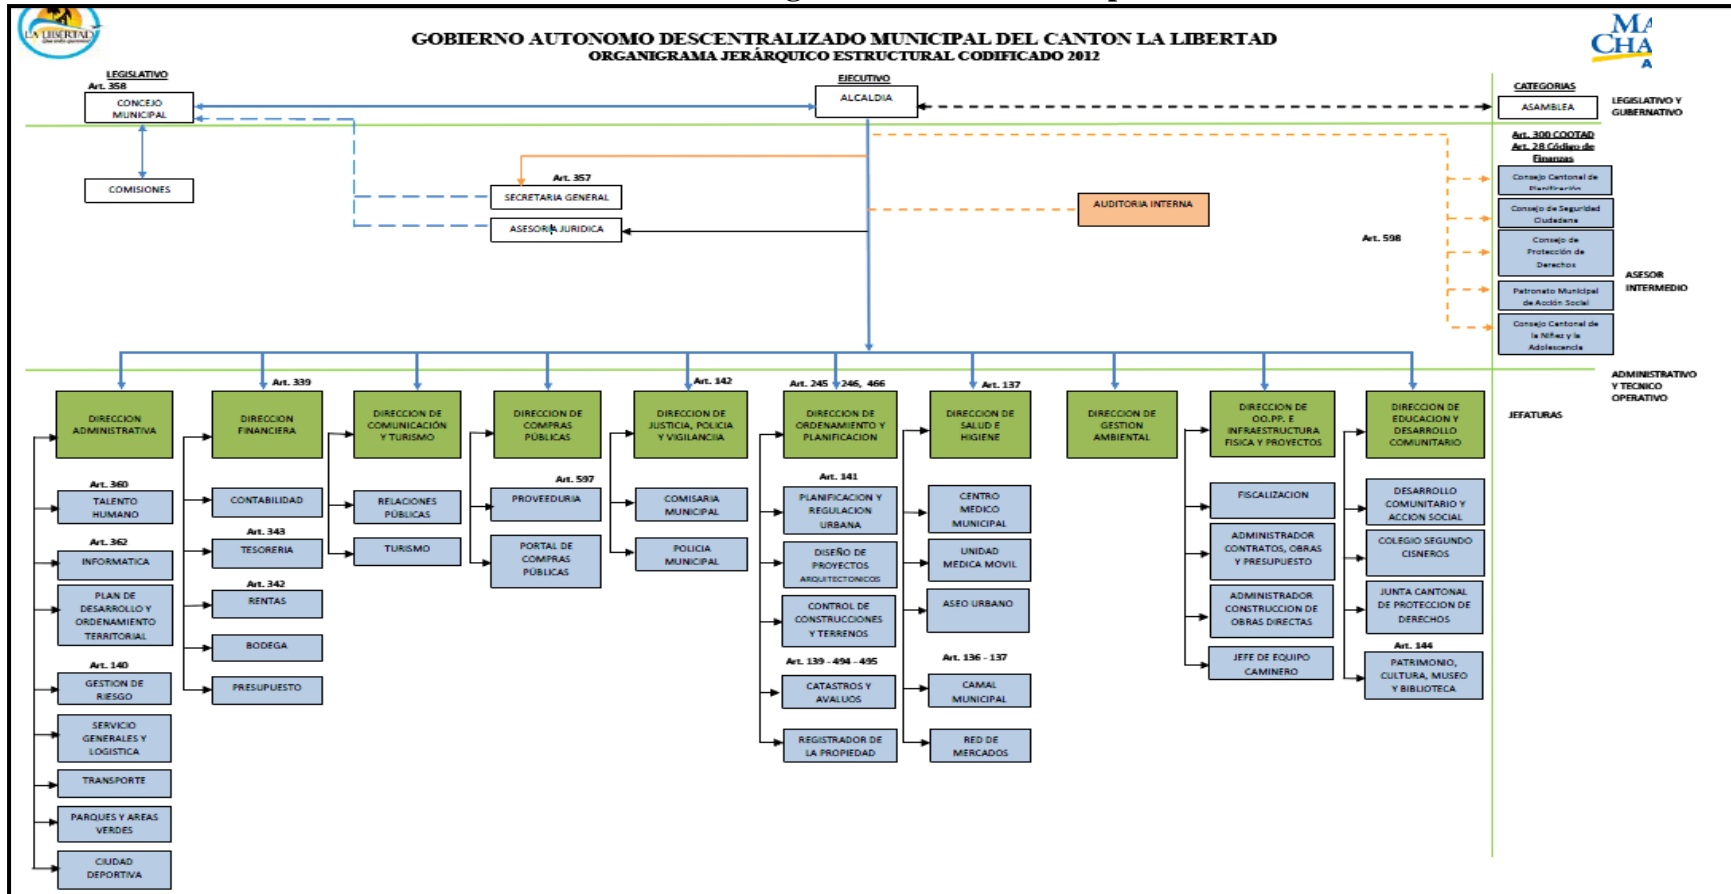 LA LIBERTAD
GOBIERNO AUTONOMO DESCENTRALIZADO MUNICIPAL DEL CANTON LA LIBERTAD
ORGANIGRAMA JERÁRQUICO ESTRUCTURAL CODIFICADO 2012
MA
CHA
A
LEGISLATIVO
Art. 358
CONCEJO
MUNICIPAL
EJECUTIVO
ALCALDIA
CATEGORIAS
ASAMBLEA
LEGISLATIVO Y
GUBERNATIVO
COMISIONES
Art. 357
SECRETARIA GENERAL
ASESORIA JURIDICA
AUDITORIA INTERNA
Art. 598
Art. 300 COOTAD
Art. 28 Código de
Finanzas
Consejo Cantonal de
Planificación
Consejo de Seguridad
Ciudadana
Consejo de
Protección de
Derechos
Patronato Municipal
de Acción Social
Consejo Cantonal de
la Niñez y la
Adolescencia
ASESOR
INTERMEDIO
ADMINISTRATIVO
Y TECNICO
OPERATIVO
JEFATURAS
DIRECCION
ADMINISTRATIVA
Art. 360
TALENTO
HUMANO
Art. 362
INFORMATICA
PLAN DE
DESARROLLO Y
ORDENAMIENTO
TERRITORIAL
Art. 140
GESTION DE
RIESGO
SERVICIO
GENERALES Y
LOGISTICA
TRANSPORTE
PARQUES Y AREAS
VERDES
CIUDAD
DEPORTIVA
Art. 339
DIRECCION
FINANCIERA
CONTABILIDAD
Art. 343
TESORERIA
Art. 342
RENTAS
BODEGA
PRESUPUESTO
DIRECCION DE
COMUNICACIÓN
Y TURISMO
RELACIONES
PÚBLICAS
TURISMO
DIRECCION DE
COMPRAS
PÚBLICAS
Art. 597
PROVEEDURIA
PORTAL DE
COMPRAS
PÚBLICAS
Art. 142
DIRECCION DE
JUSTICIA, POLICIA
Y VIGILANCIIA
COMISARIA
MUNICIPAL
POLICIA
MUNICIPAL
Art. 245 246, 466
DIRECCION DE
ORDENAMIENTO Y
PLANIFICACION
Art. 141
PLANIFICACION Y
REGULACION
URBANA
DISEÑO DE
PROYECTOS
ARQUITECTONICOS
CONTROL DE
CONSTRUCCIONES
Y TERRENOS
Art. 139 - 494 - 495
CATASTROS Y
AVALUOS
REGISTRADOR DE
LA PROPIEDAD
Art. 137
DIRECCION DE
SALUD E
HIGIENE
CENTRO
MEDICO
MUNICIPAL
UNIDAD
MEDICA MOVIL
ASEO URBANO
Art. 136 - 137
CAMAL
MUNICIPAL
RED DE
MERCADOS
DIRECCION DE
GESTION
AMBIENTAL
DIRECCION DE
OO.PP. E
INFRAESTRUCTURA
FISICA Y PROYECTOS
FISCALIZACION
ADMINISTRADOR
CONTRATOS, OBRAS
Y PRESUPUESTO
ADMINISTRADOR
CONSTRUCCION DE
OBRAS DIRECTAS
JEFE DE EQUIPO
CAMINERO
DIRECCION DE
EDUCACION Y
DESARROLLO
COMUNITARIO
DESARROLLO
COMUNITARIO Y
ACCION SOCIAL
COLEGIO SEGUNDO
CISNEROS
JUNTA CANTONAL
DE PROTECCION DE
DERECHOS
Art. 144
PATRIMONIO,
CULTURA, MUSEO
Y BIBLIOTECA